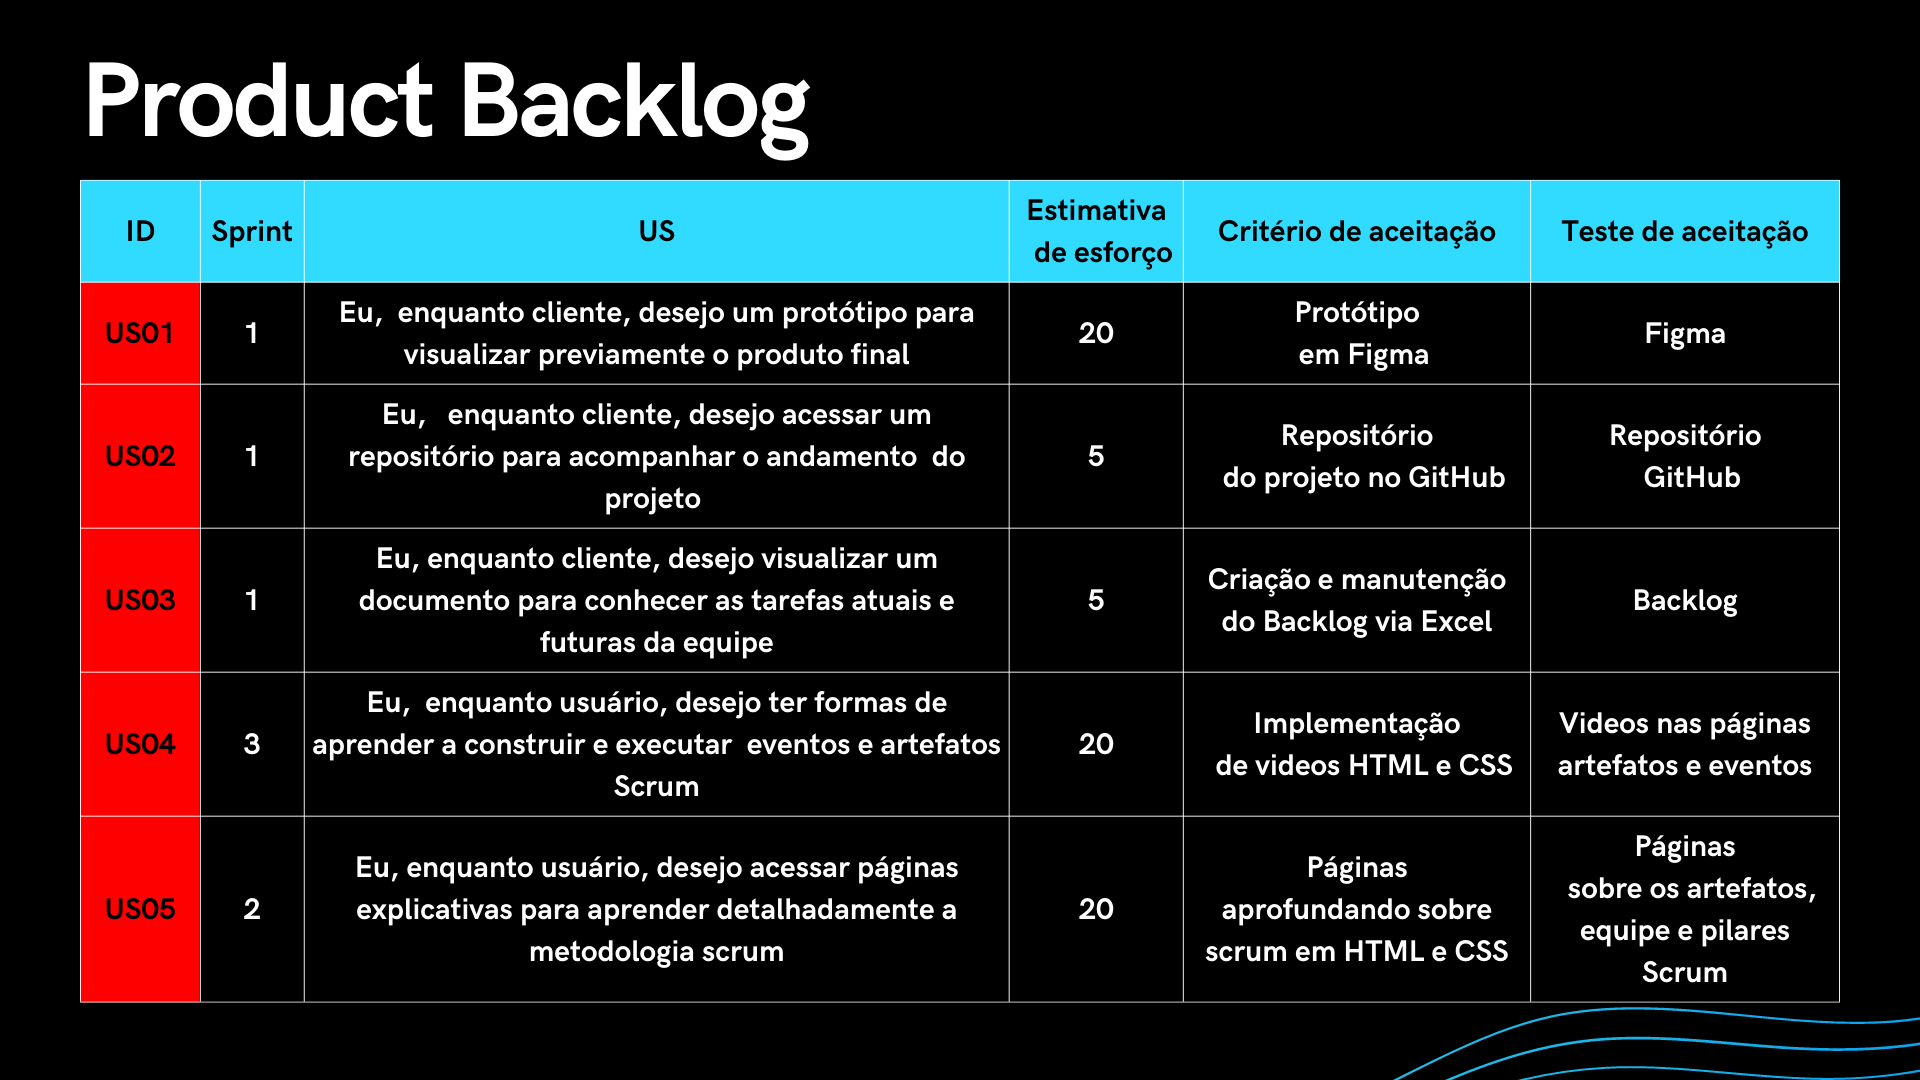 Product Backlog
ID
Sprint
US
Estimativa
de esforço
Critério de aceitação
Teste de aceitação
US01
1
Eu, enquanto cliente, desejo um protótipo para
visualizar previamente o produto final
20
Protótipo
em Figma
Figma
US02
1
Eu, enquanto cliente, desejo acessar um
repositório para acompanhar o andamento do
projeto
5
Repositório
do projeto no GitHub
Repositório
GitHub
US03
1
Eu, enquanto cliente, desejo visualizar um
documento para conhecer as tarefas atuais e
futuras da equipe
5
Criação e manutenção
do Backlog via Excel
Backlog
US04
3
Eu, enquanto usuário, desejo ter formas de
aprender a construir e executar eventos e artefatos
Scrum
20
Implementação
de videos HTML e CSS
Videos nas páginas
artefatos e eventos
US05
2
Eu, enquanto usuário, desejo acessar páginas
explicativas para aprender detalhadamente a
metodologia scrum
20
Páginas
aprofundando sobre
scrum em HTML e CSS
Páginas
sobre os artefatos,
equipe e pilares
Scrum